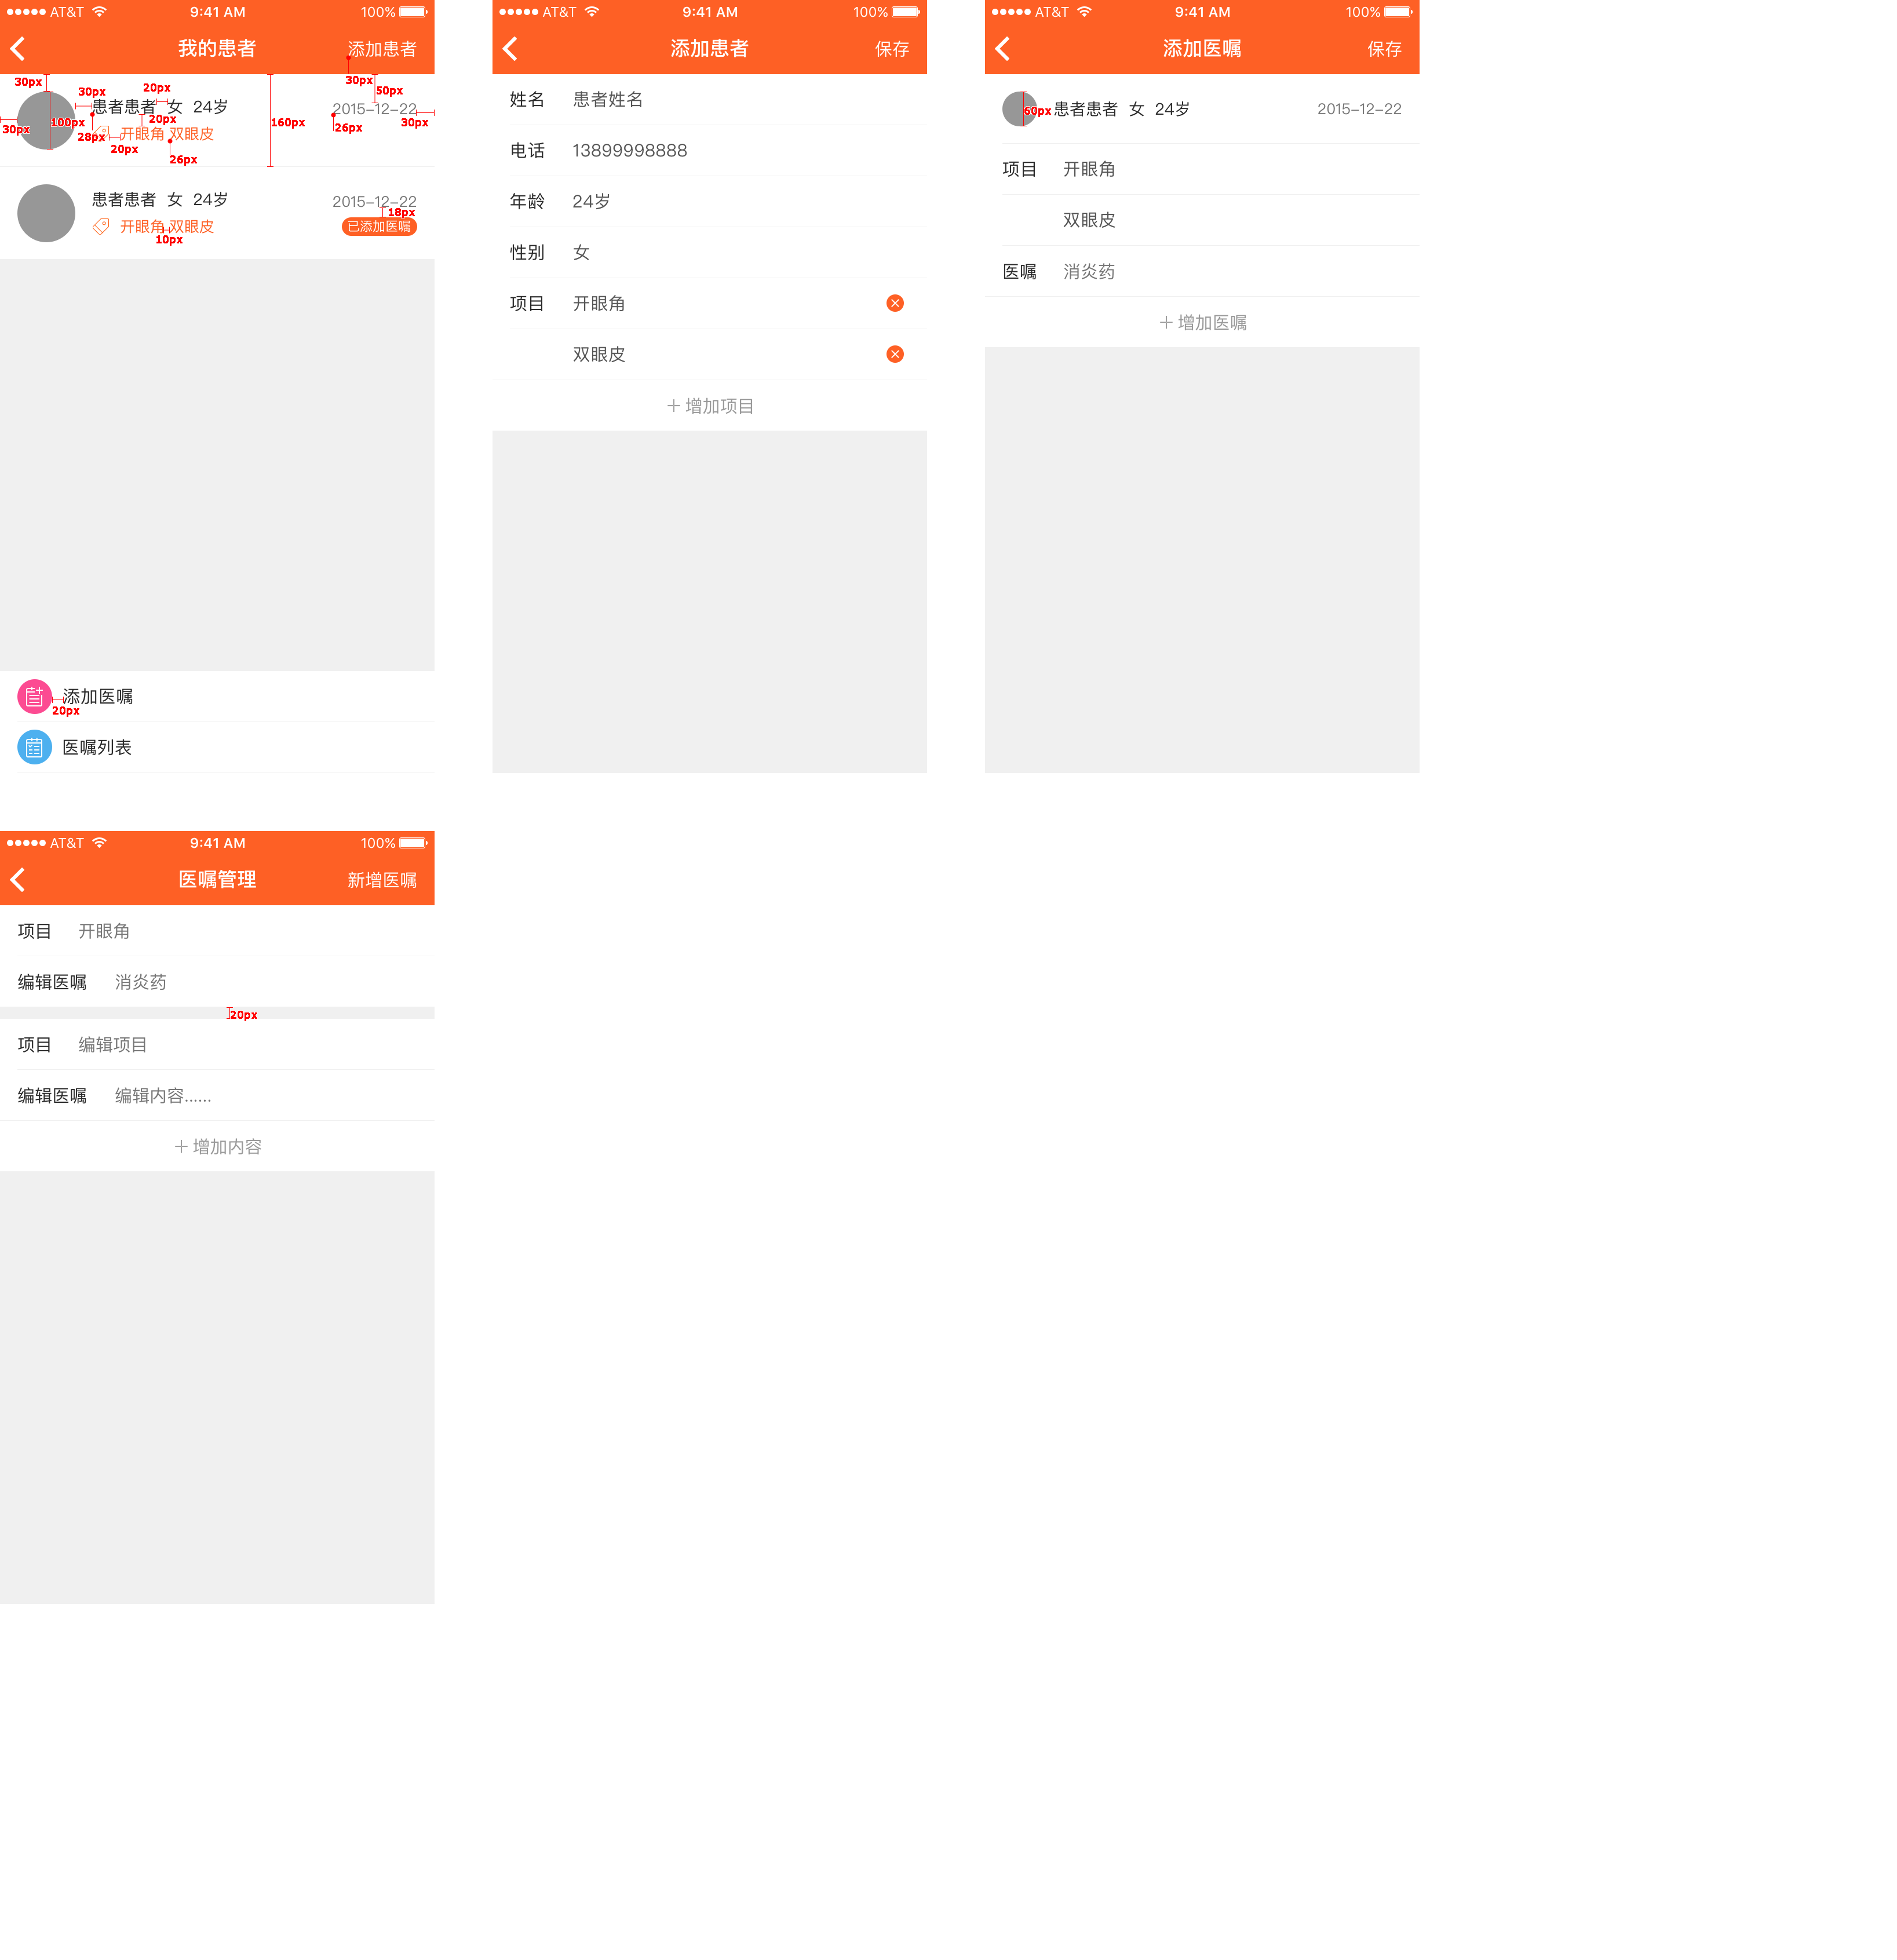 AT&T 9:41 AM 100%
我的患者 添加患者
30px 30px 20px 30px 50px
患者患者 女 24岁 2015-12-22
30px 100px 20px 160px 26px 30px
28px 开眼角 双眼皮
20px 26px
患者患者 女 24岁 2015-12-22
18px
开眼角 双眼皮 已添加医嘱
10px
添加医嘱
20px
医嘱列表
AT&T 9:41 AM 100%
添加患者 保存
姓名 患者姓名
电话 13899998888
年龄 24岁
性别 女
项目 开眼角
双眼皮
+ 增加项目
AT&T 9:41 AM 100%
添加医嘱 保存
60px 患者患者 女 24岁 2015-12-22
项目 开眼角
双眼皮
医嘱 消炎药
+ 增加医嘱
AT&T 9:41 AM 100%
医嘱管理 新增医嘱
项目 开眼角
编辑医嘱 消炎药
20px
项目 编辑项目
编辑医嘱 编辑内容......
+ 增加内容